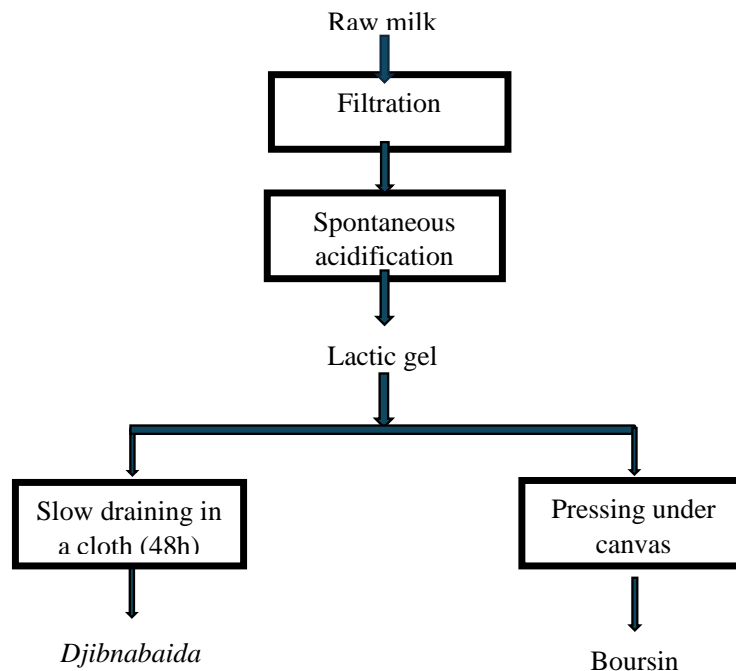 Raw milk
Filtration
Spontaneous
acidification
Lactic gel
Slow draining in
a cloth (48h)
Pressing under
canvas
Djibnabaida
Boursin